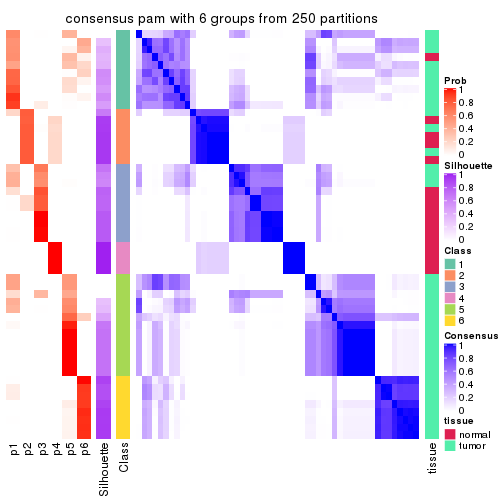 consensus pam with 6 groups from 250 partitions
p1
p2
p3
p4
p5
p6
Silhouette
Class
tissue
Prob
1
0.8
0.6
0.4
0.2
0
Silhouette
1
0.8
0.6
0.4
0.2
0
Class
1
2
3
4
5
6
Consensus
1
0.8
0.6
0.4
0.2
0
tissue
normal
tumor